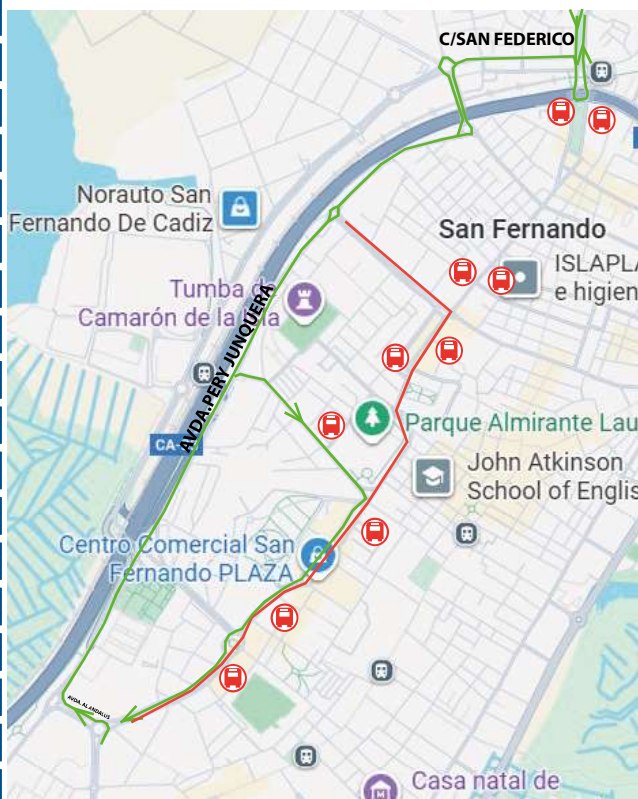 C/SAN FEDERICO
Norauto San
Fernando De Cadiz
San Fernando
ISLAPLA
e higien
Tumba de
Camarón de la Isla
AVDA.PERY JUNQUERA
Parque Almirante Lau
CA-
John Atkinson
School of Englis
Centro Comercial San
Fernando PLAZA
AVDA. AL ANDALUS
Casa natal de